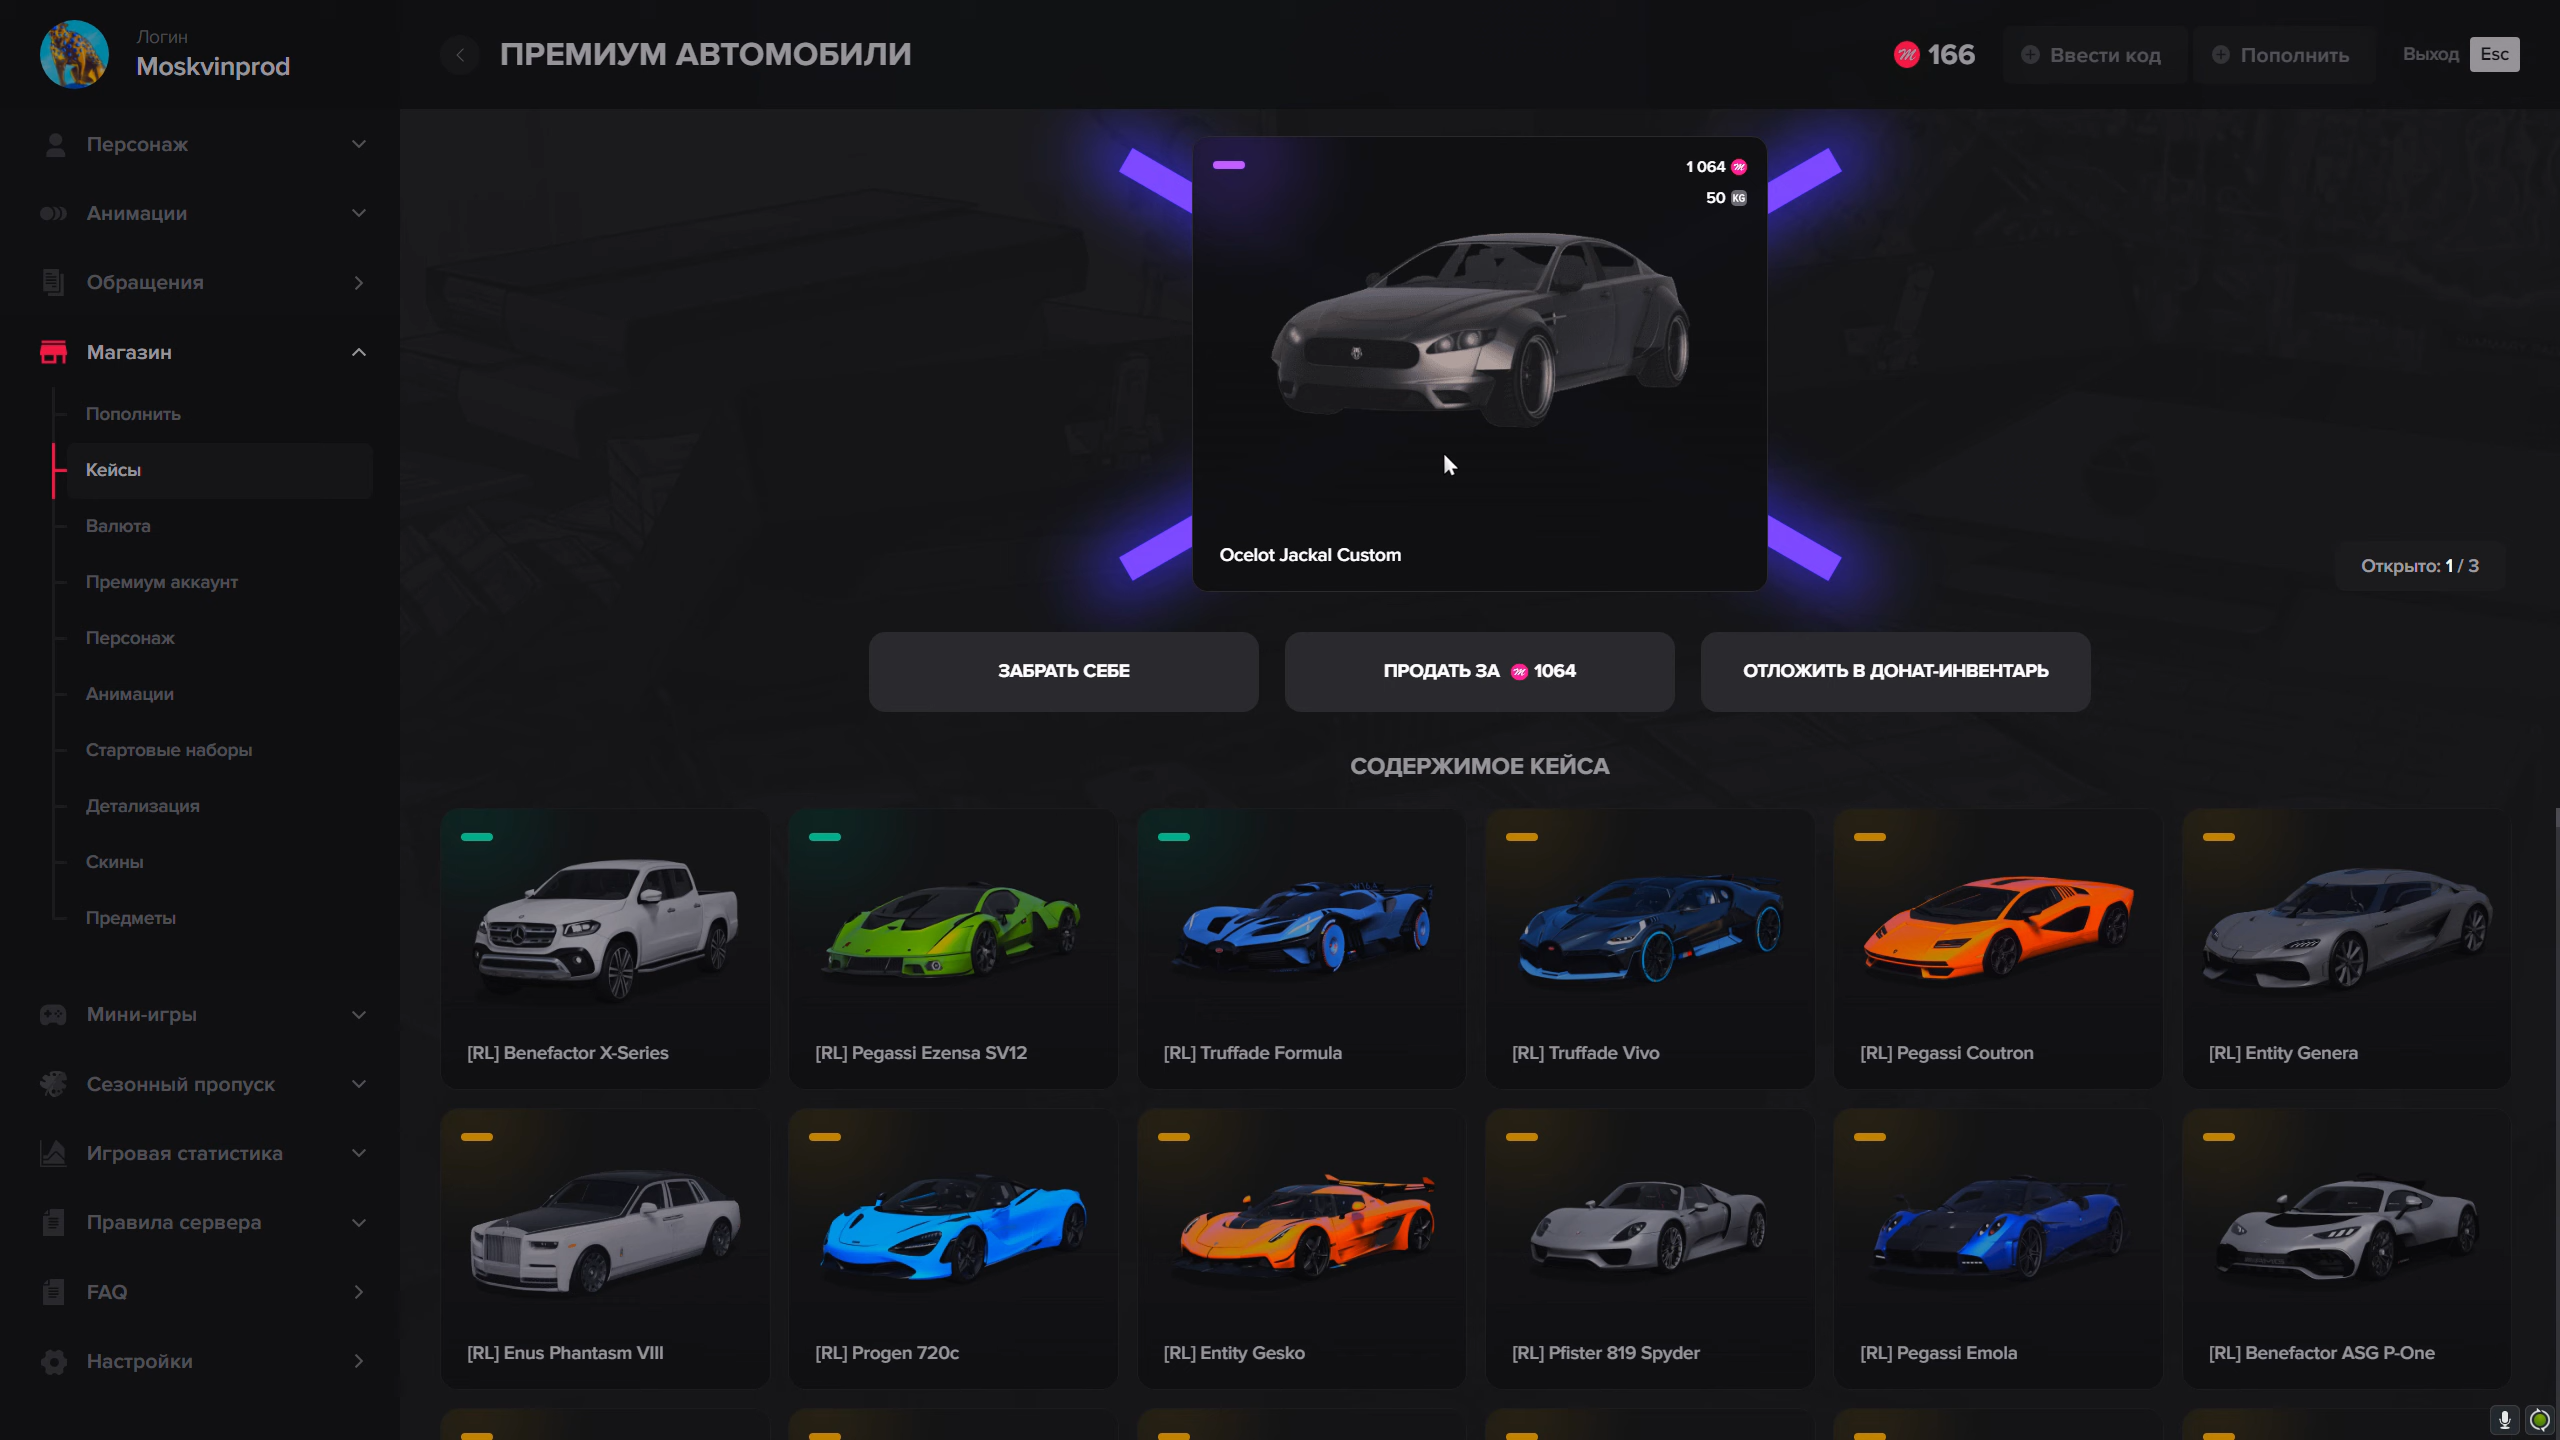 Логин
Moskvinprod
ПРЕМИУМ АВТОМОБИЛИ
166
Ввести код
Пополнить
Выход
Esc
Персонаж
Анимации
Обращения
Магазин
Пополнить
Кейсы
Валюта
Премиум аккаунт
Персонаж
Анимации
Стартовые наборы
Детализация
Скины
Предметы
Мини-игры
Сезонный пропуск
Игровая статистика
Правила сервера
FAQ
Настройки
1 064
50 KG
Ocelot Jackal Custom
Открыто: 1 / 3
ЗАБРАТЬ СЕБЕ
ПРОДАТЬ ЗА 1064
ОТЛОЖИТЬ В ДОНАТ-ИНВЕНТАРЬ
СОДЕРЖИМОЕ КЕЙСА
[RL] Benefactor X-Series
[RL] Pegassi Ezensa SV12
[RL] Truffade Formula
[RL] Truffade Vivo
[RL] Pegassi Coutron
[RL] Entity Genera
[RL] Enus Phantasm VIII
[RL] Progen 720c
[RL] Entity Gesko
[RL] Pfister 819 Spyder
[RL] Pegassi Emola
[RL] Benefactor ASG P-One